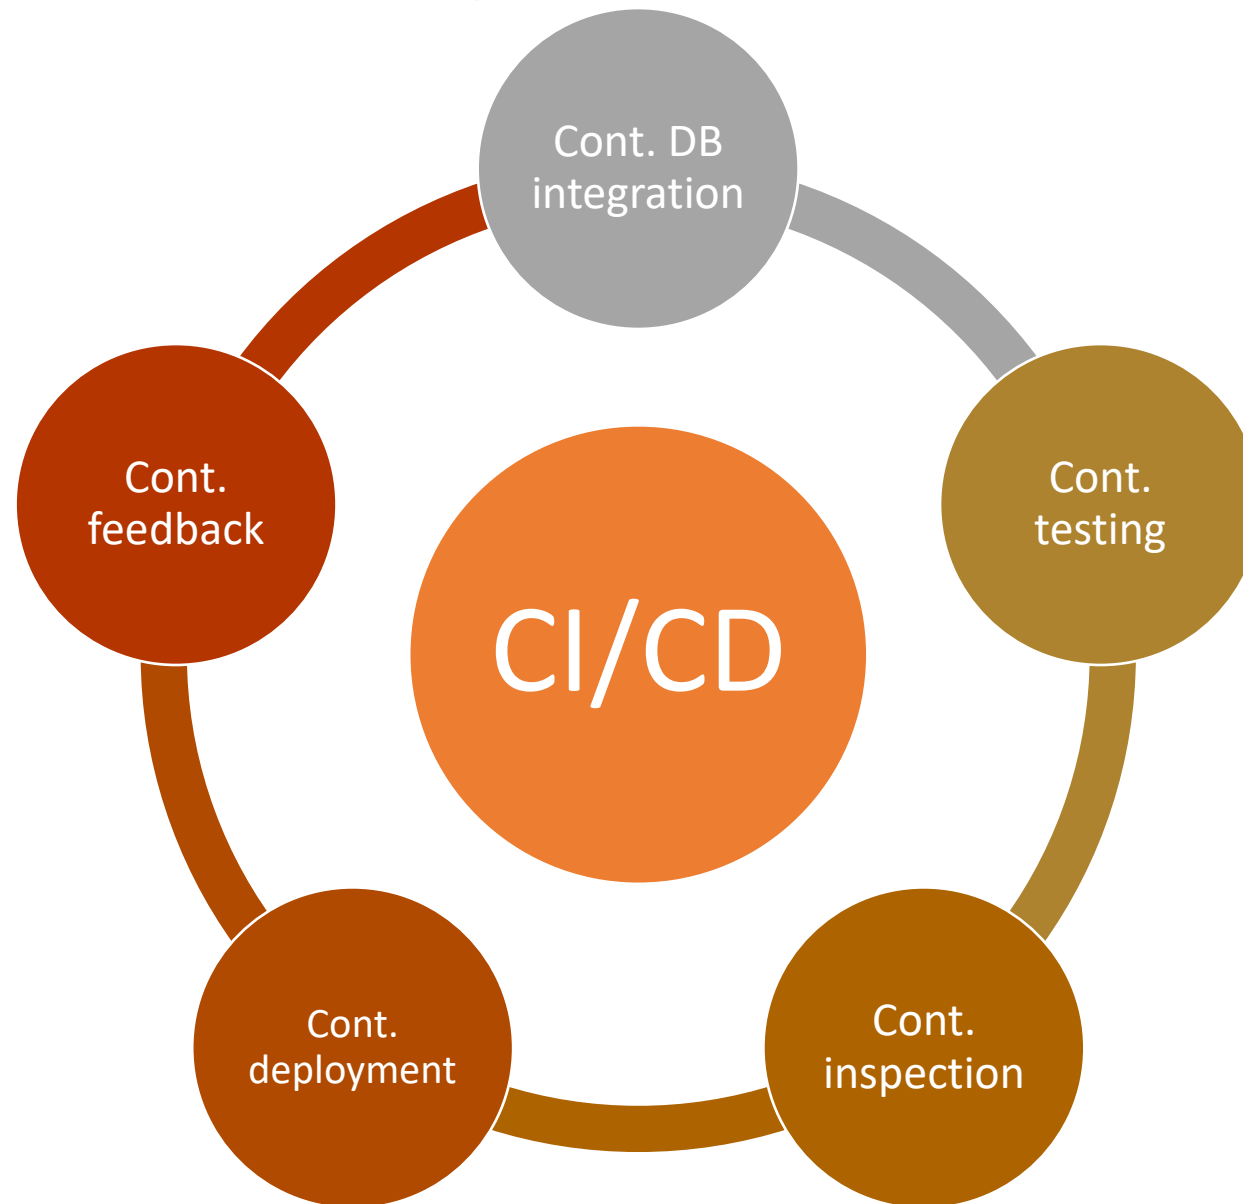 Cont. DB
integration
Cont.
testing
Cont.
inspection
Cont.
deployment
Cont.
feedback
CI/CD